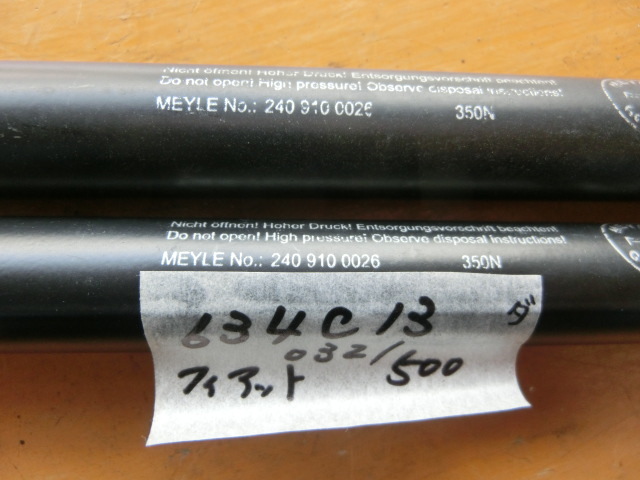 Nicht öffnen! Hoher Druck! Entsorgungsvorschrift beachten!
Do not open! High pressure! Observe disposal instructions!
MEYLE No.: 240 910 0026 350N
Nicht öffnen! Hoher Druck! Entsorgungsvorschrift beachten!
Do not open! High pressure! Observe disposal instructions!
MEYLE No.: 240 910 0026 350N
634C13 ダ
032/
フィアット 500